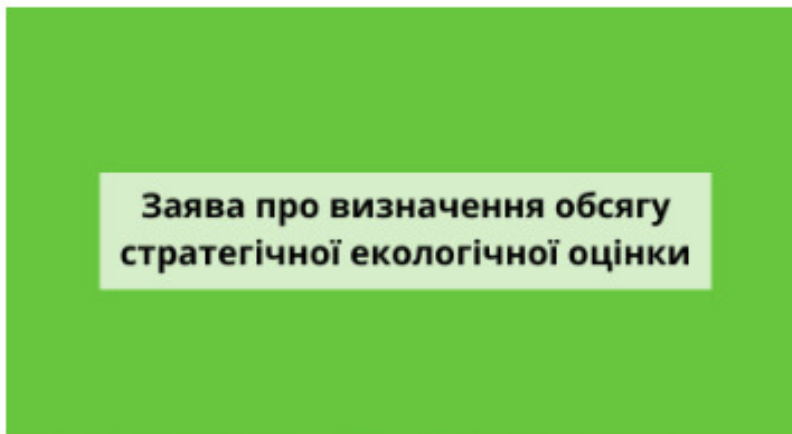 Заява про визначення обсягу
стратегічної екологічної оцінки